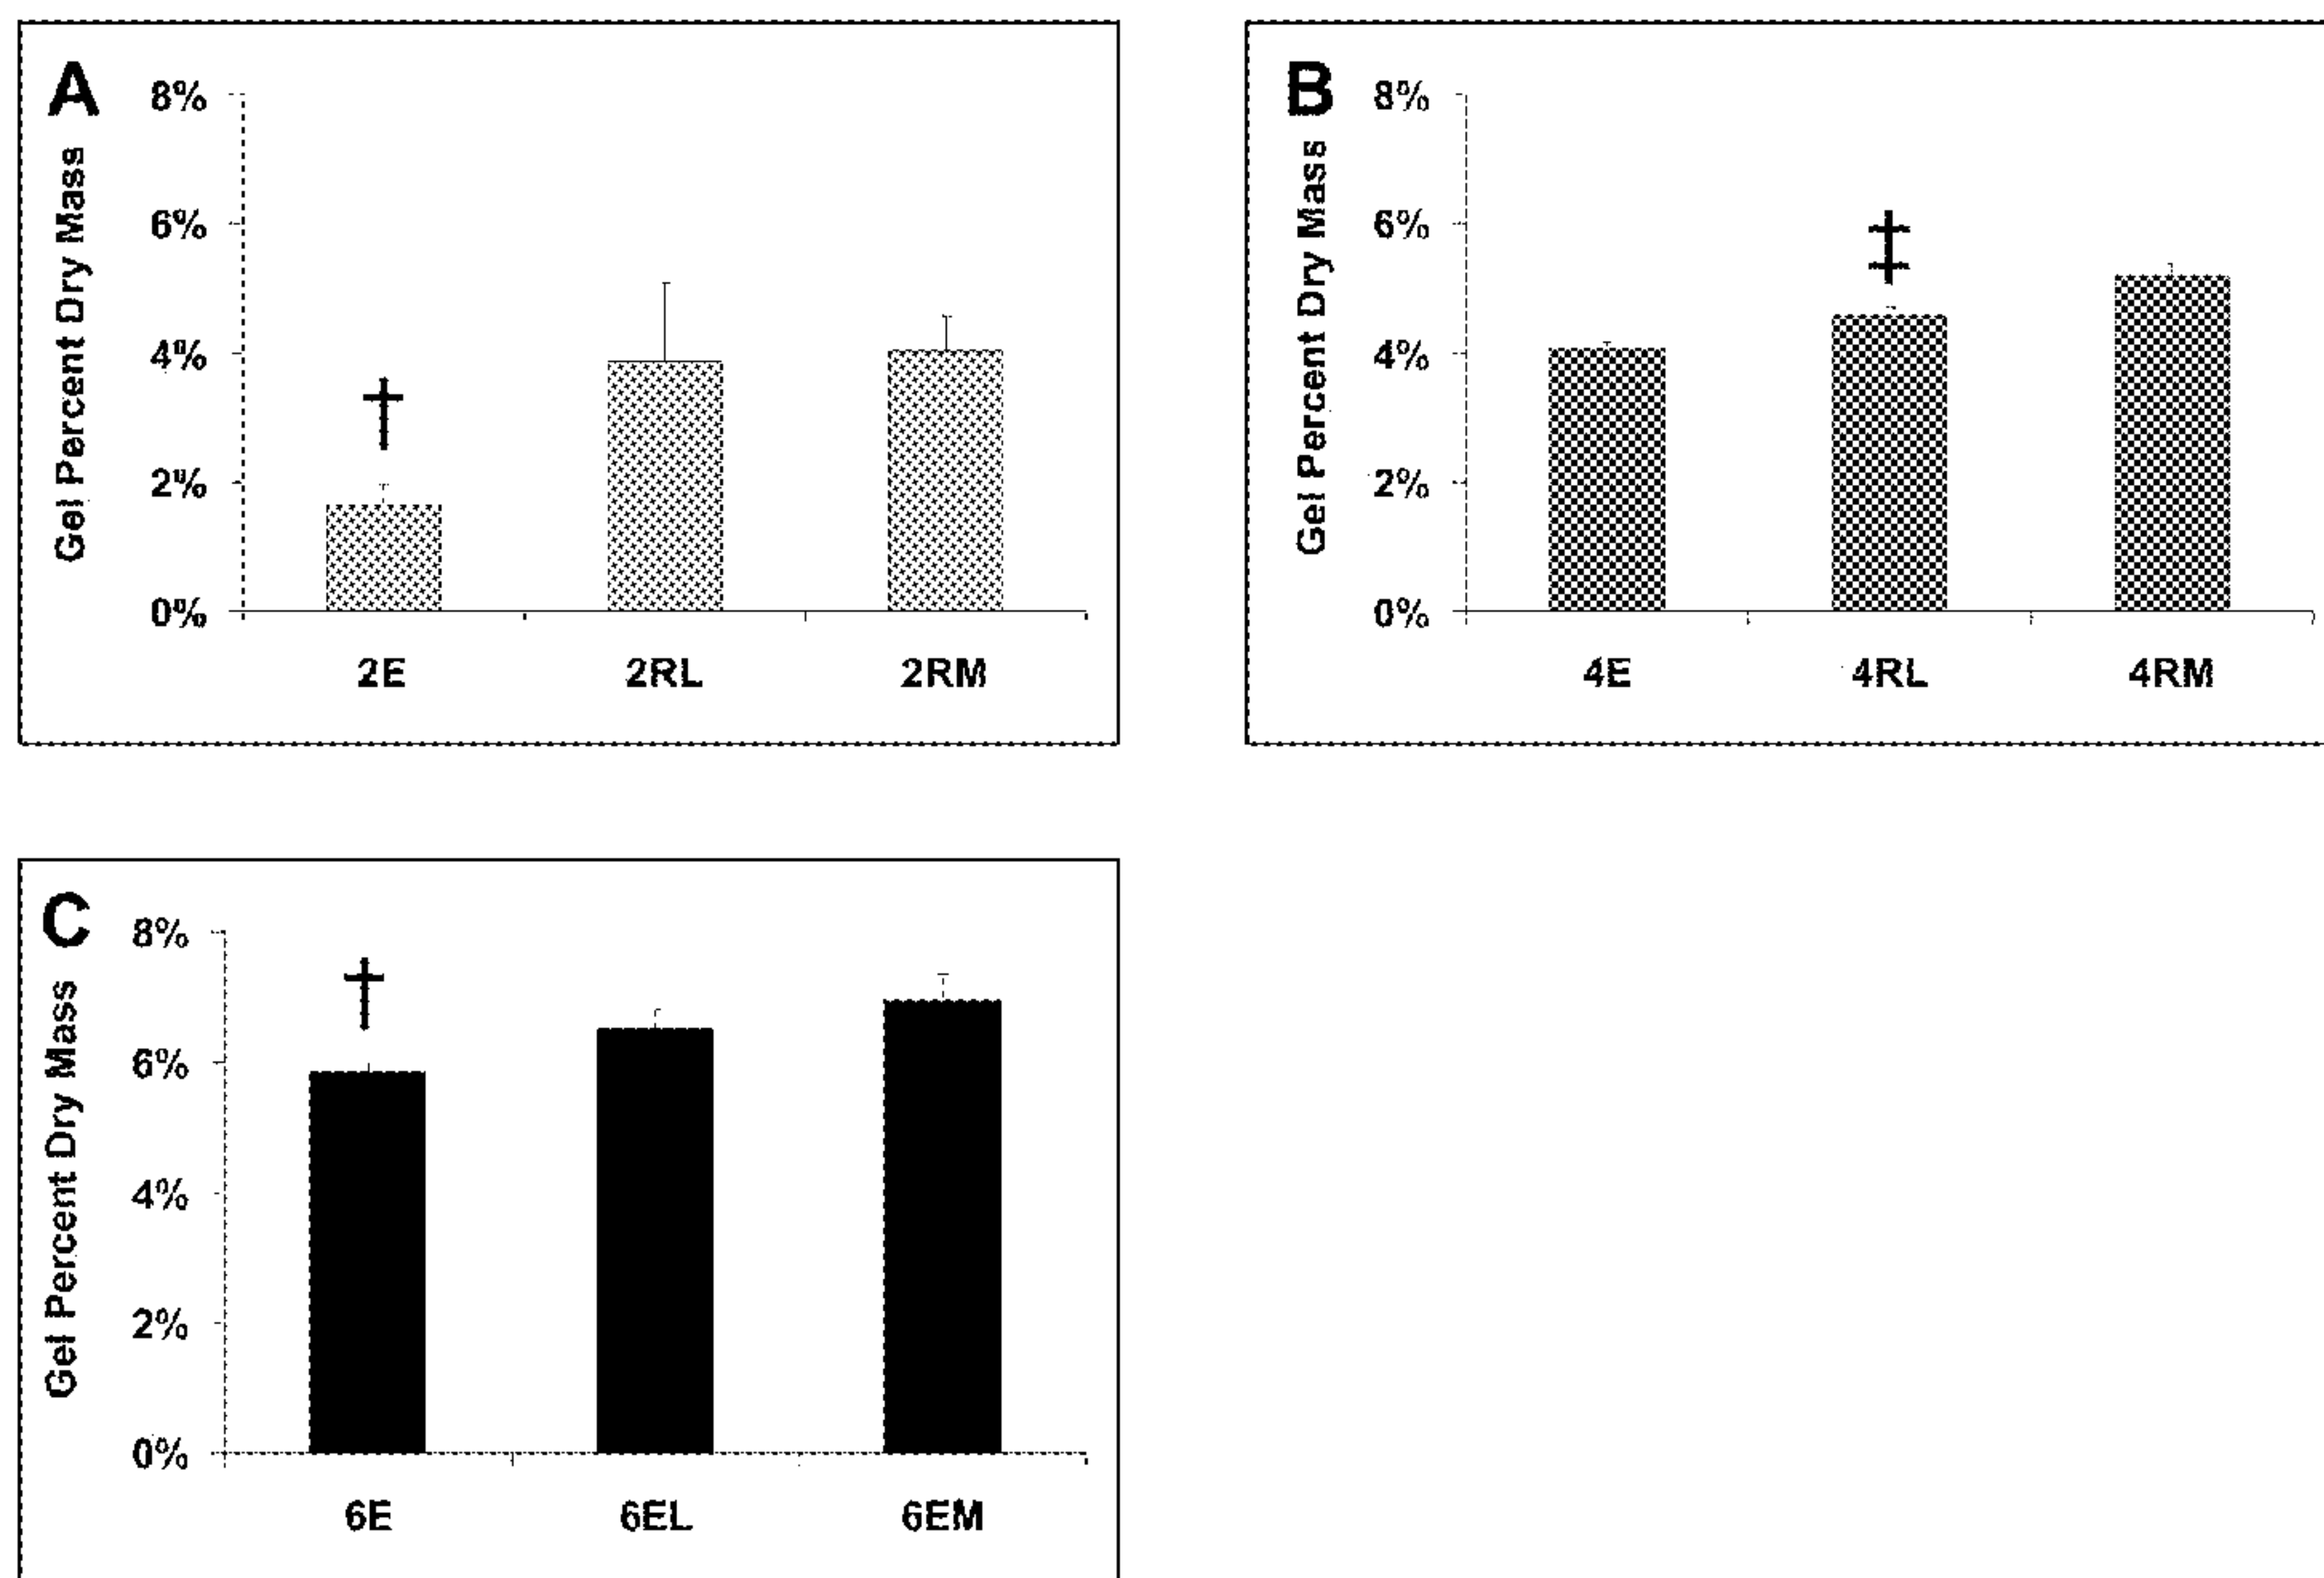 A
Gel Percent Dry Mass
8%
6%
4%
2%
0%
†
2E 2RL 2RM
B
Gel Percent Dry Mass
8%
6%
4%
2%
0%
‡
4E 4RL 4RM
C
Gel Percent Dry Mass
8%
6%
4%
2%
0%
†
6E 6EL 6EM